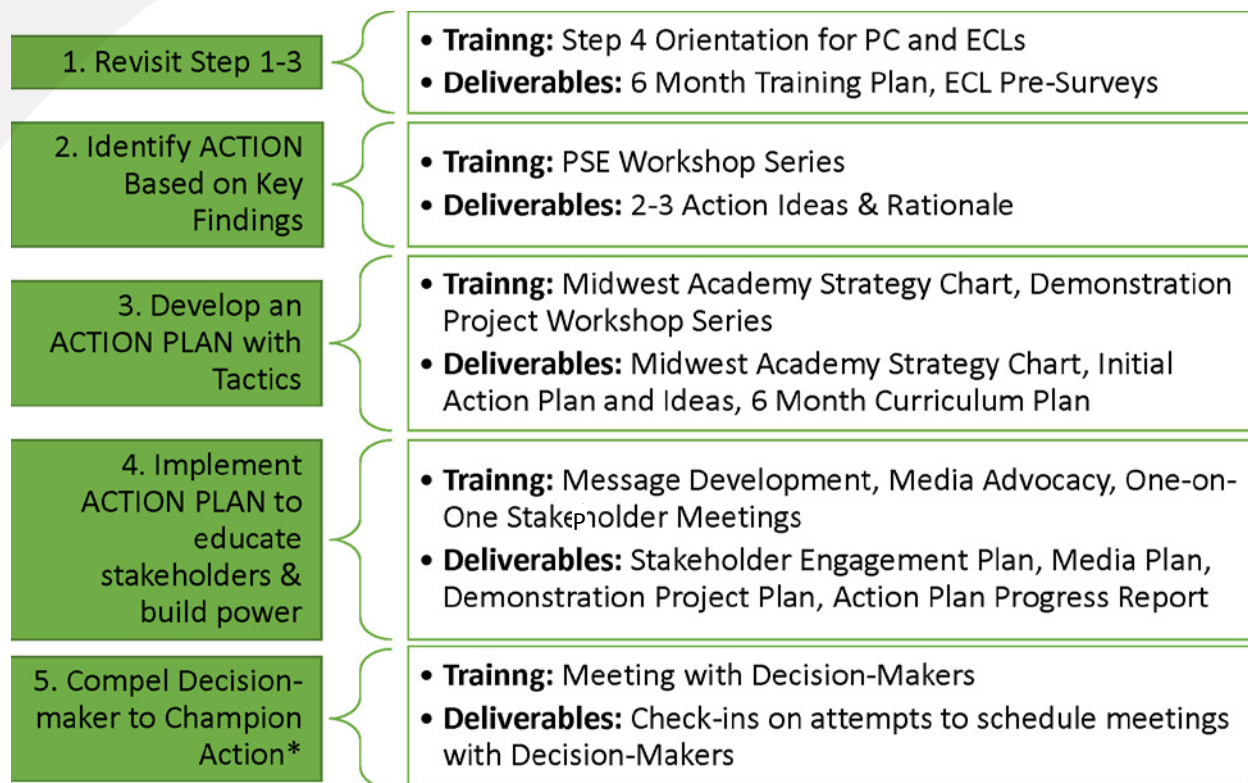 1. Revisit Step 1-3
• Trainng: Step 4 Orientation for PC and ECLs
• Deliverables: 6 Month Training Plan, ECL Pre-Surveys
2. Identify ACTION
Based on Key
Findings
• Trainng: PSE Workshop Series
• Deliverables: 2-3 Action Ideas & Rationale
3. Develop an
ACTION PLAN with
Tactics
• Trainng: Midwest Academy Strategy Chart, Demonstration
Project Workshop Series
• Deliverables: Midwest Academy Strategy Chart, Initial
Action Plan and Ideas, 6 Month Curriculum Plan
4. Implement
ACTION PLAN to
educate
stakeholders &
build power
• Trainng: Message Development, Media Advocacy, One-on-
One Stakeholder Meetings
P
• Deliverables: Stakeholder Engagement Plan, Media Plan,
Demonstration Project Plan, Action Plan Progress Report
5. Compel Decision-
maker to Champion
Action*
• Trainng: Meeting with Decision-Makers
• Deliverables: Check-ins on attempts to schedule meetings
with Decision-Makers